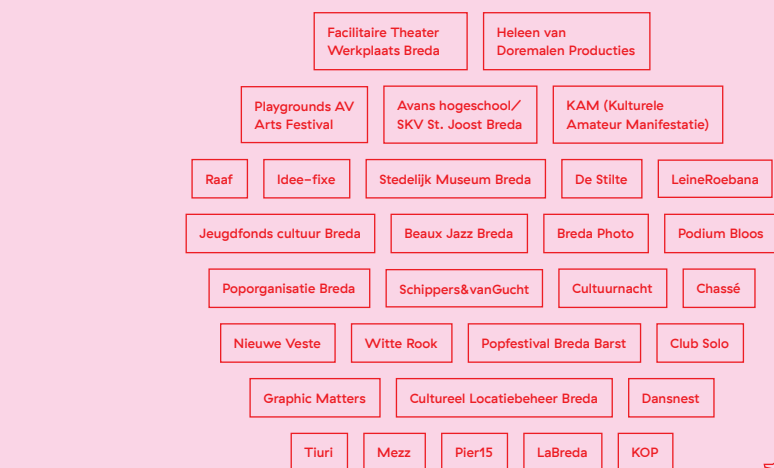 Facilitaire Theater
Werkplaats Breda
Heleen van
Doremalen Producties
Playgrounds AV
Arts Festival
Avans hogeschool/
SKV St. Joost Breda
KAM (Kulturele
Amateur Manifestatie)
Raaf
Idee-fixe
Stedelijk Museum Breda
De Stilte
LeineRoebana
Jeugdfonds cultuur Breda
Beaux Jazz Breda
Breda Photo
Podium Bloos
Poporganisatie Breda
Schippers&vanGucht
Cultuurnacht
Chassé
Nieuwe Veste
Witte Rook
Popfestival Breda Barst
Club Solo
Graphic Matters
Cultureel Locatiebeheer Breda
Dansnest
Tiuri
Mezz
Pier15
LaBreda
KOP